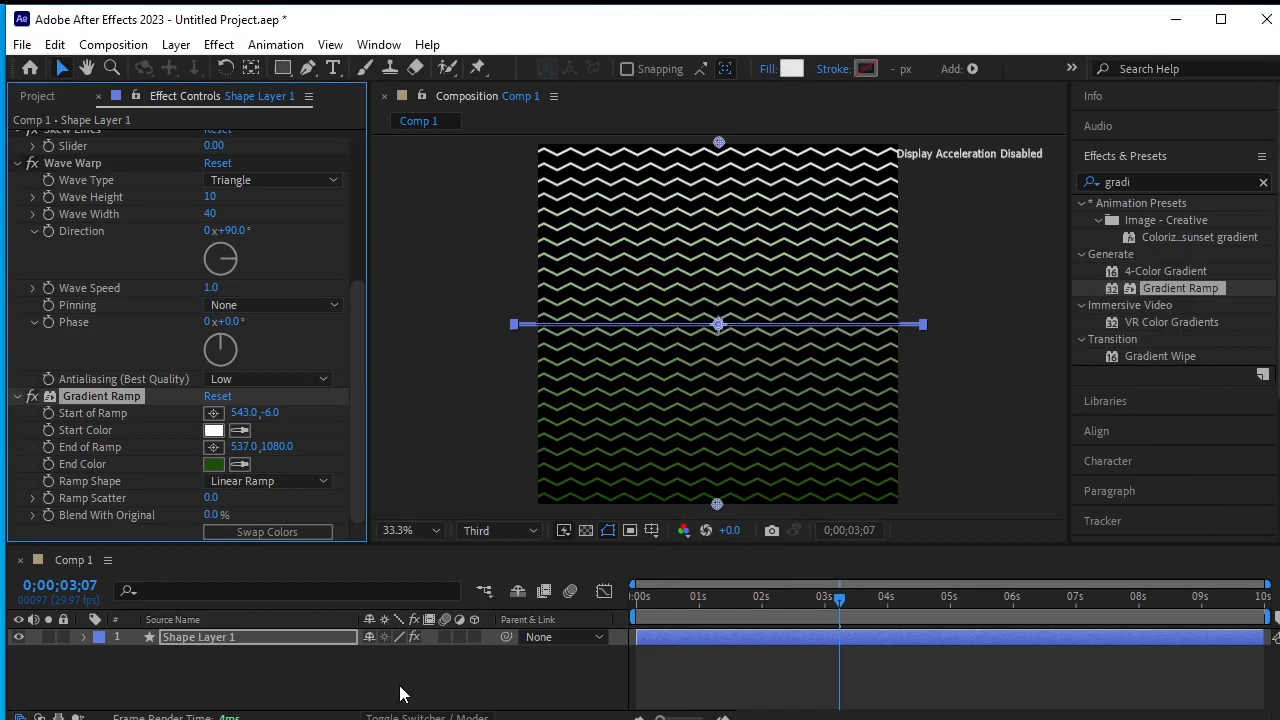 Adobe After Effects 2023 - Untitled Project.aep *
File Edit Composition Layer Effect Animation View Window Help
Snapping Fill: Stroke: - px Add: Search Help
Project Effect Controls Shape Layer 1
Composition Comp 1
Info
Comp 1 - Shape Layer 1
Comp 1
Audio
Reset
Slider 0.00
Display Acceleration Disabled
Effects & Presets
Wave Warp Reset
Wave Type Triangle
gradi
Wave Height 10
* Animation Presets
Wave Width 40
Image - Creative
Direction 0 x+90.0°
Coloriz...sunset gradient
Generate
4-Color Gradient
Wave Speed 1.0
Gradient Ramp
Pinning None
Immersive Video
Phase 0 x+0.0°
VR Color Gradients
Transition
Gradient Wipe
Antialiasing (Best Quality) Low
Gradient Ramp Reset
Libraries
Start of Ramp 543.0,-6.0
Start Color
Align
End of Ramp 537.0,1080.0
End Color
Character
Ramp Shape Linear Ramp
Paragraph
Ramp Scatter 0.0
Blend With Original 0.0 %
Tracker
Swap Colors
33.3% Third +0.0 0;00;03;07
Comp 1
0;00;03;07
00097 (29.97 fps)
:00s 01s 02s 03s 04s 05s 06s 07s 08s 09s 10s
# Source Name Parent & Link
1 Shape Layer 1 None
Frame Render Time: 4ms Toggle Switches / Modes